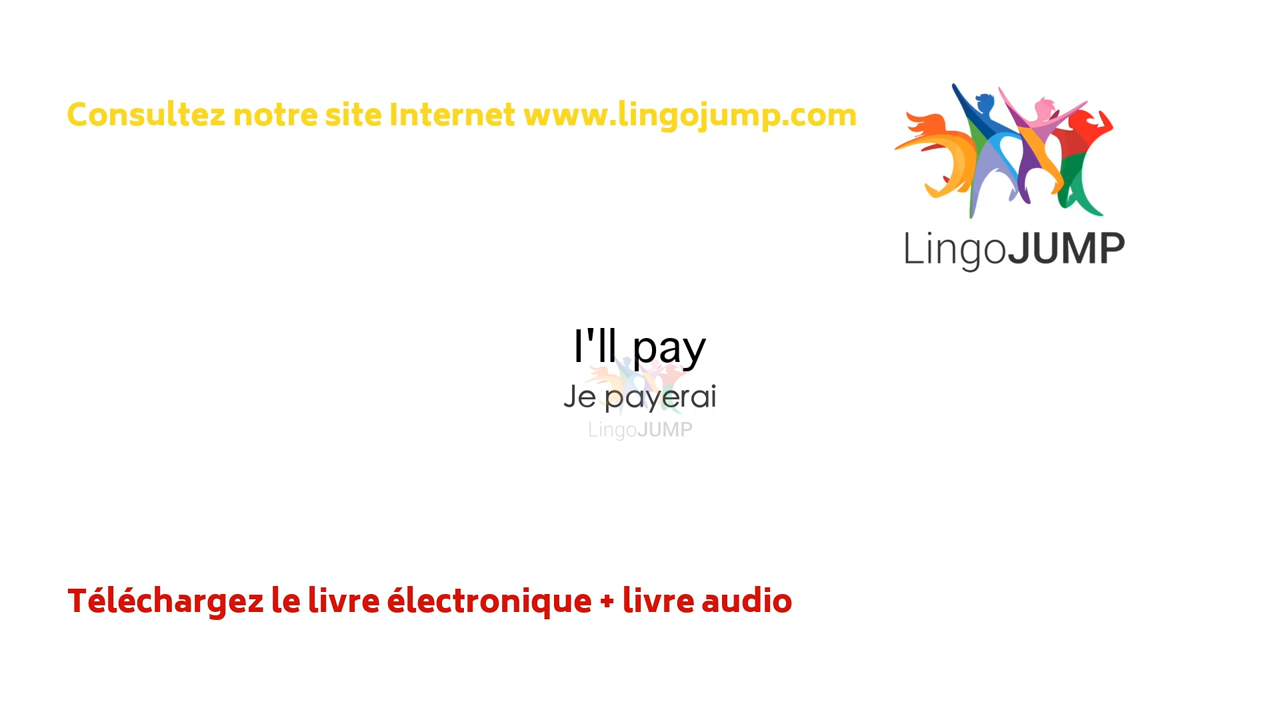 Consultez notre site Internet www.lingojump.com
LingoJUMP
I'll pay
Je payerai
LingoJUMP
Téléchargez le livre électronique + livre audio